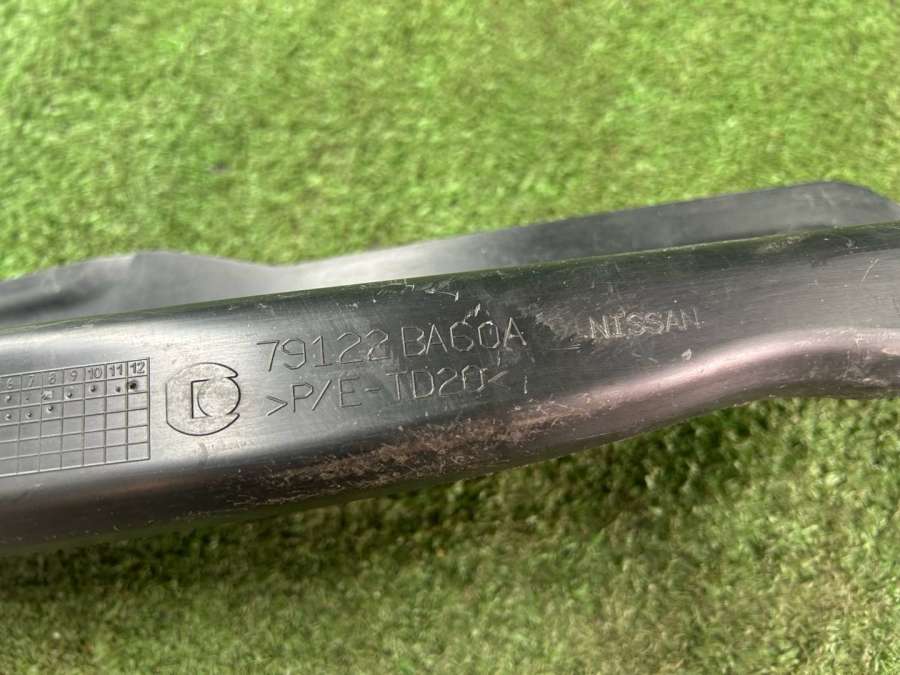 79122 BA60A NISSAN
>P/E-TD20<
6 7 8 9 10 11 12